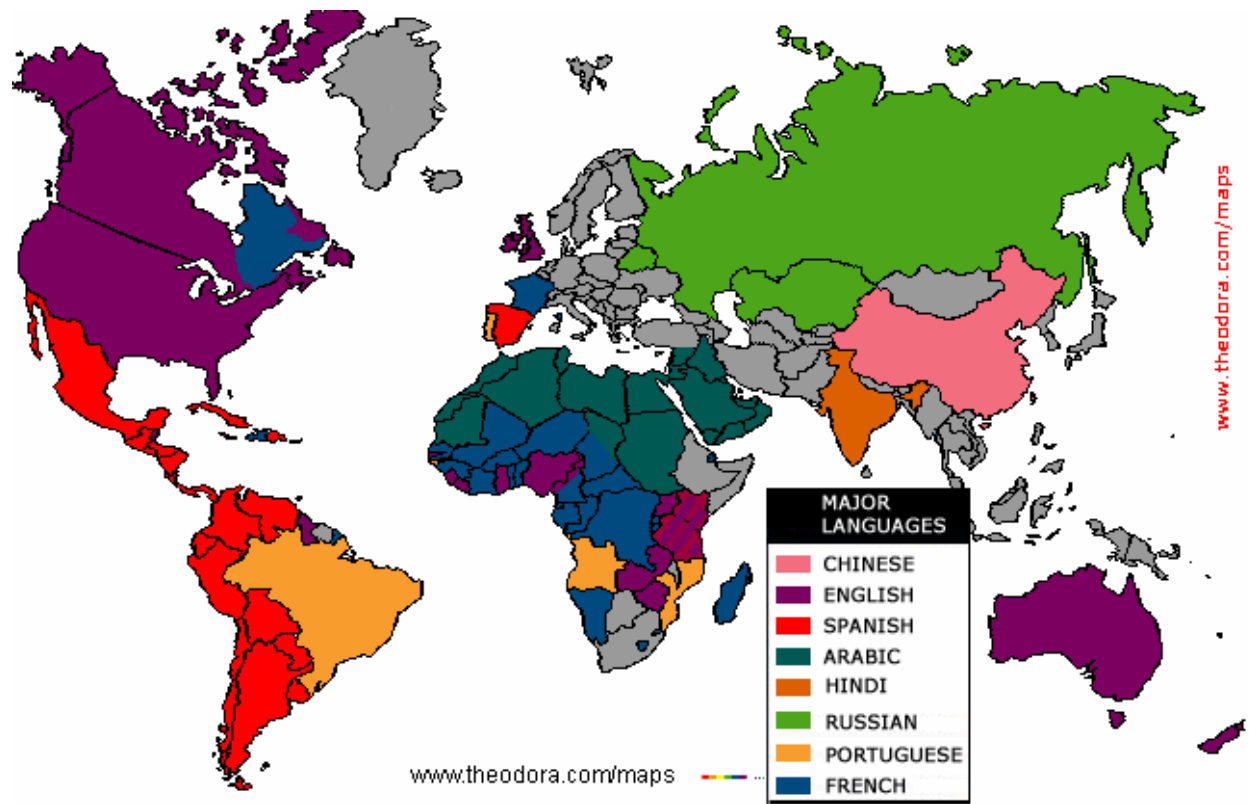 www.theodora.com/maps
MAJOR
LANGUAGES
CHINESE
ENGLISH
SPANISH
ARABIC
HINDI
RUSSIAN
PORTUGUESE
FRENCH
www.theodora.com/maps